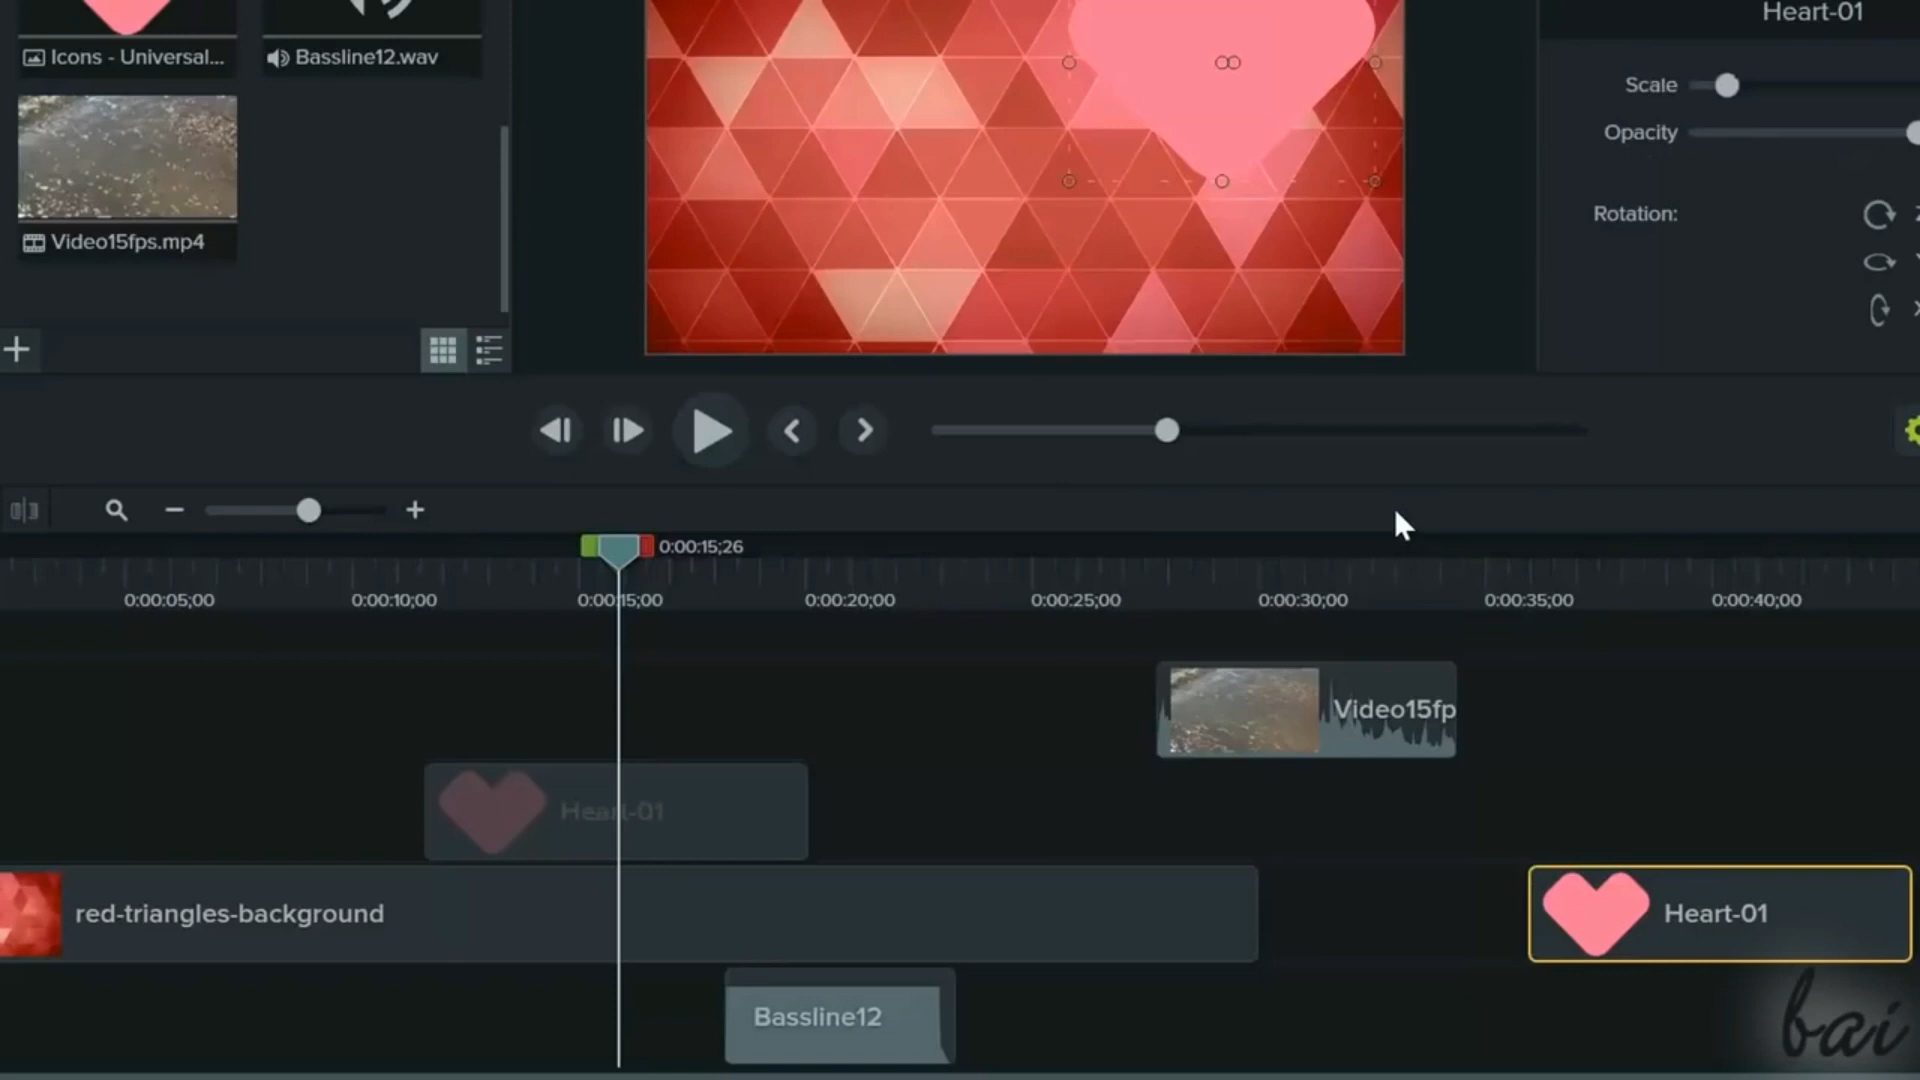 Heart-01
Icons - Universal...
Bassline12.wav
Scale
Opacity
Rotation:
Video15fps.mp4
0:00:15;26
0:00:05;00
0:00:10;00
0:00:15;00
0:00:20;00
0:00:25;00
0:00:30;00
0:00:35;00
0:00:40;00
Video15fp
Heart-01
red-triangles-background
Heart-01
Bassline12
bai